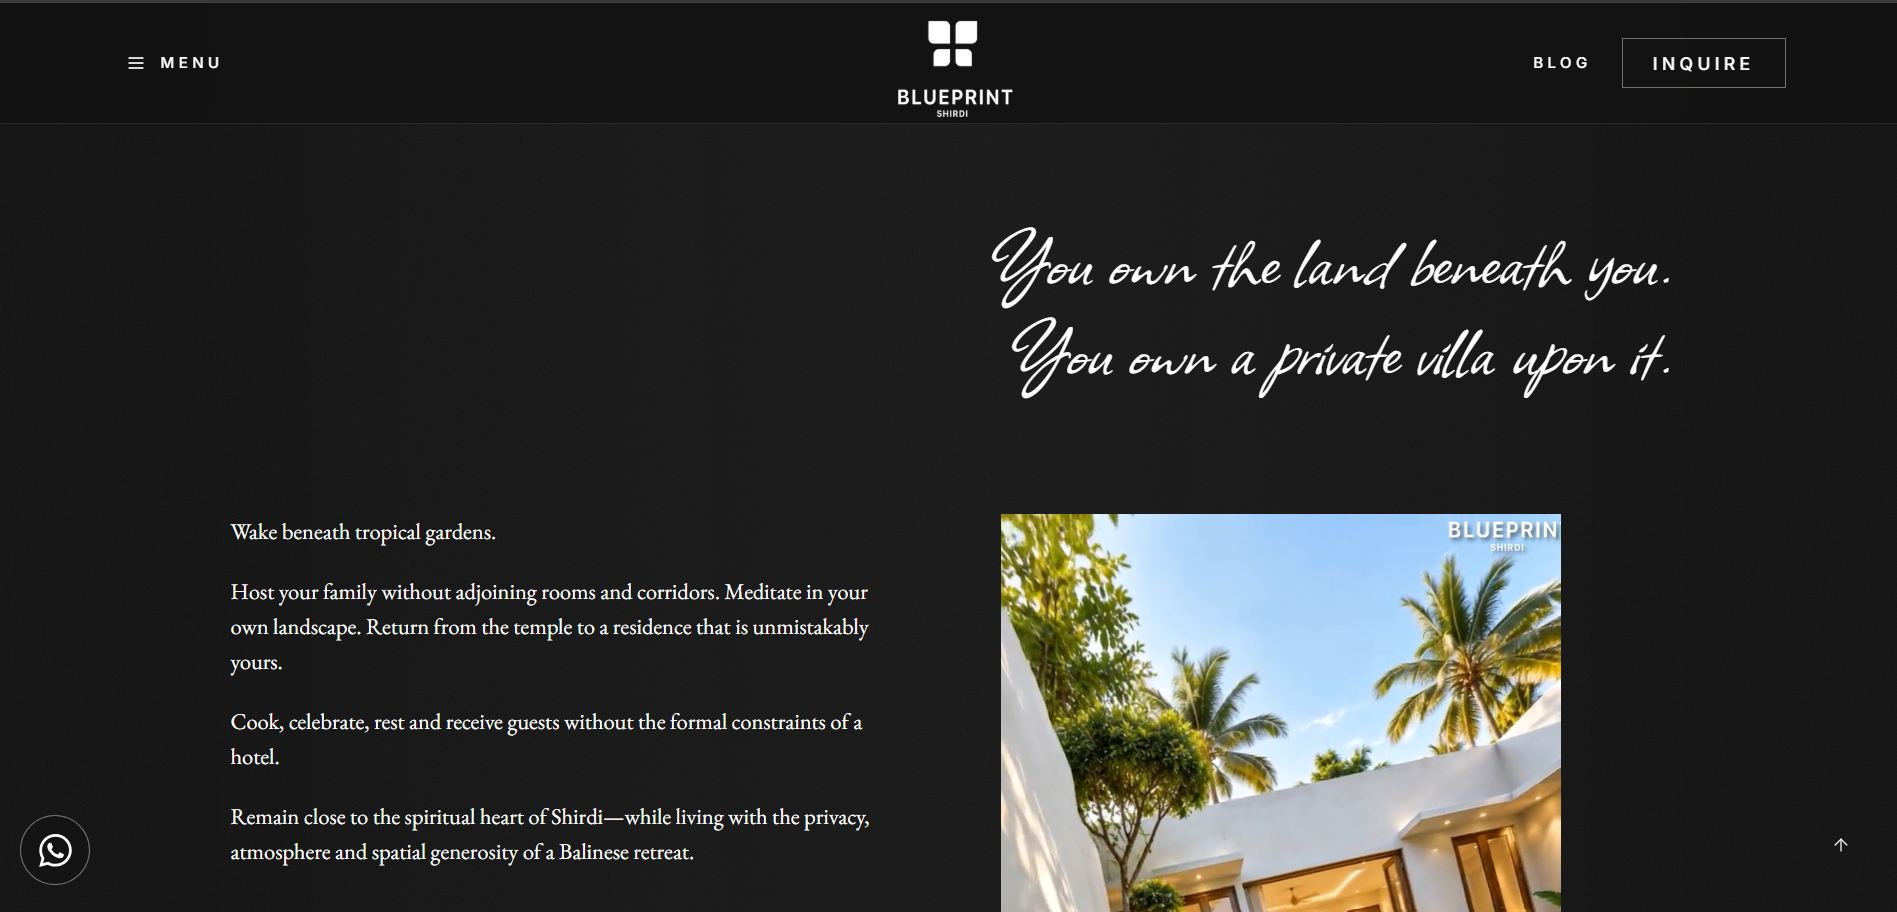 MENU
BLUEPRINT
SHIRDI
BLOG
INQUIRE
You own the land beneath you.
You own a private villa upon it.
Wake beneath tropical gardens.
Host your family without adjoining rooms and corridors. Meditate in your
own landscape. Return from the temple to a residence that is unmistakably
yours.
Cook, celebrate, rest and receive guests without the formal constraints of a
hotel.
Remain close to the spiritual heart of Shirdi—while living with the privacy,
atmosphere and spatial generosity of a Balinese retreat.
BLUEPRIN
SHIRDI